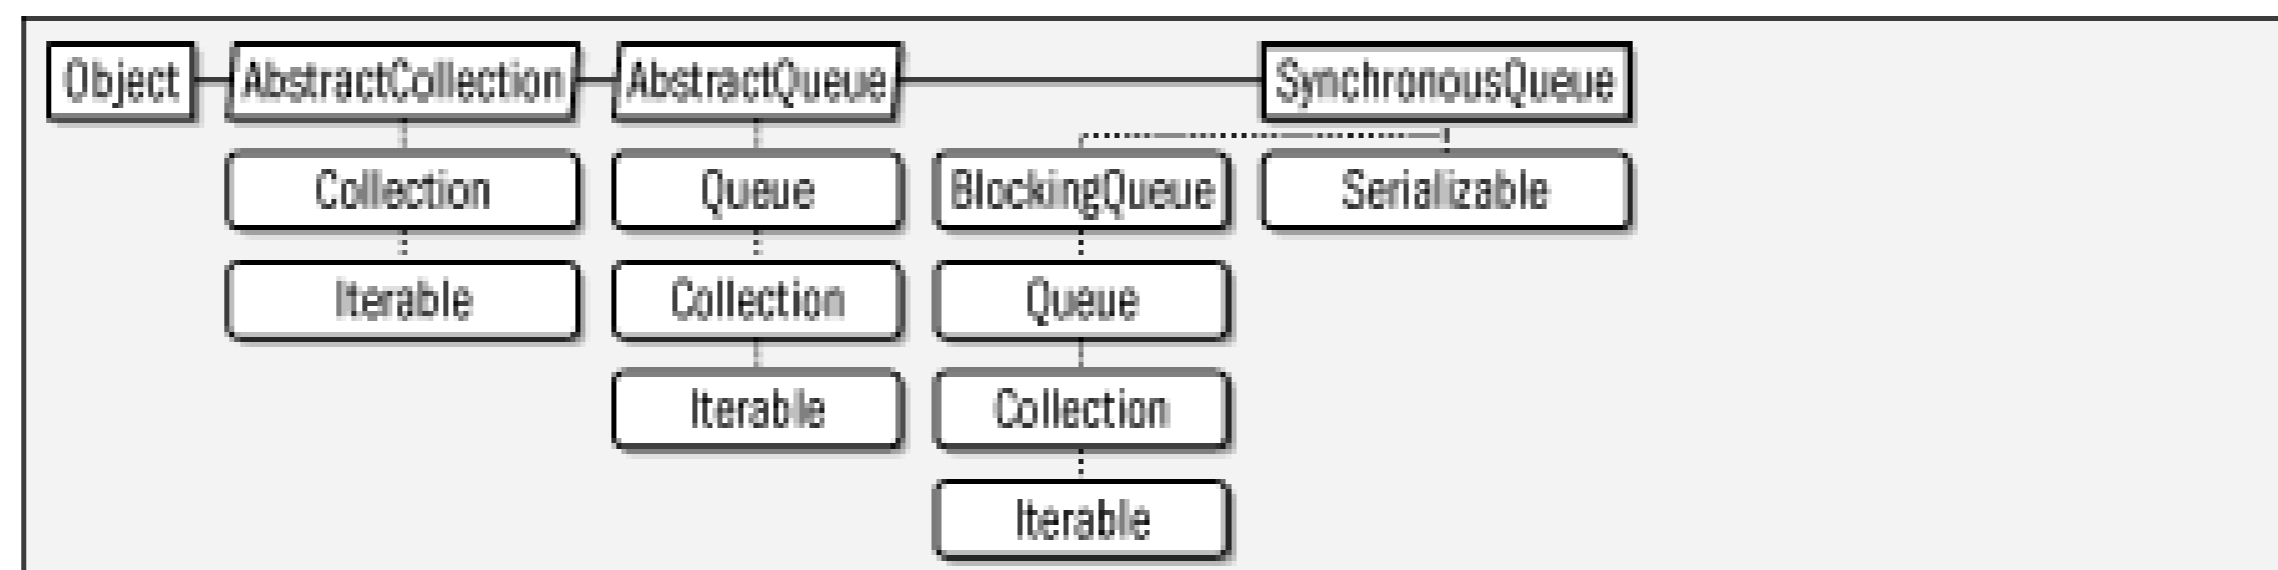 Object AbstractCollection AbstractQueue SynchronousQueue
Collection Queue BlockingQueue Serializable
Iterable Collection Queue
Iterable Collection
Iterable